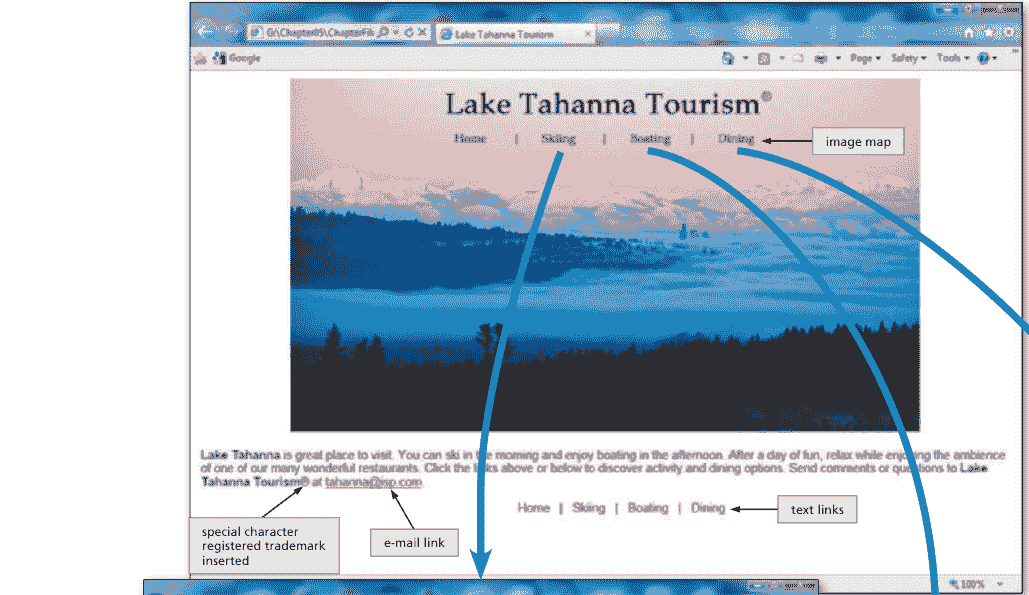 G:\Chapter05\ChapterFil
Lake Tahanna Tourism
Google
Page
Safety
Tools
Lake Tahanna Tourism®
Home | Skiing | Boating | Dining
image map
Lake Tahanna is great place to visit. You can ski in the morning and enjoy boating in the afternoon. After a day of fun, relax while enjoying the ambience
of one of our many wonderful restaurants. Click the links above or below to discover activity and dining options. Send comments or questions to Lake
Tahanna Tourism® at tahanna@isp.com.
Home | Skiing | Boating | Dining
text links
special character
registered trademark
inserted
e-mail link
100%